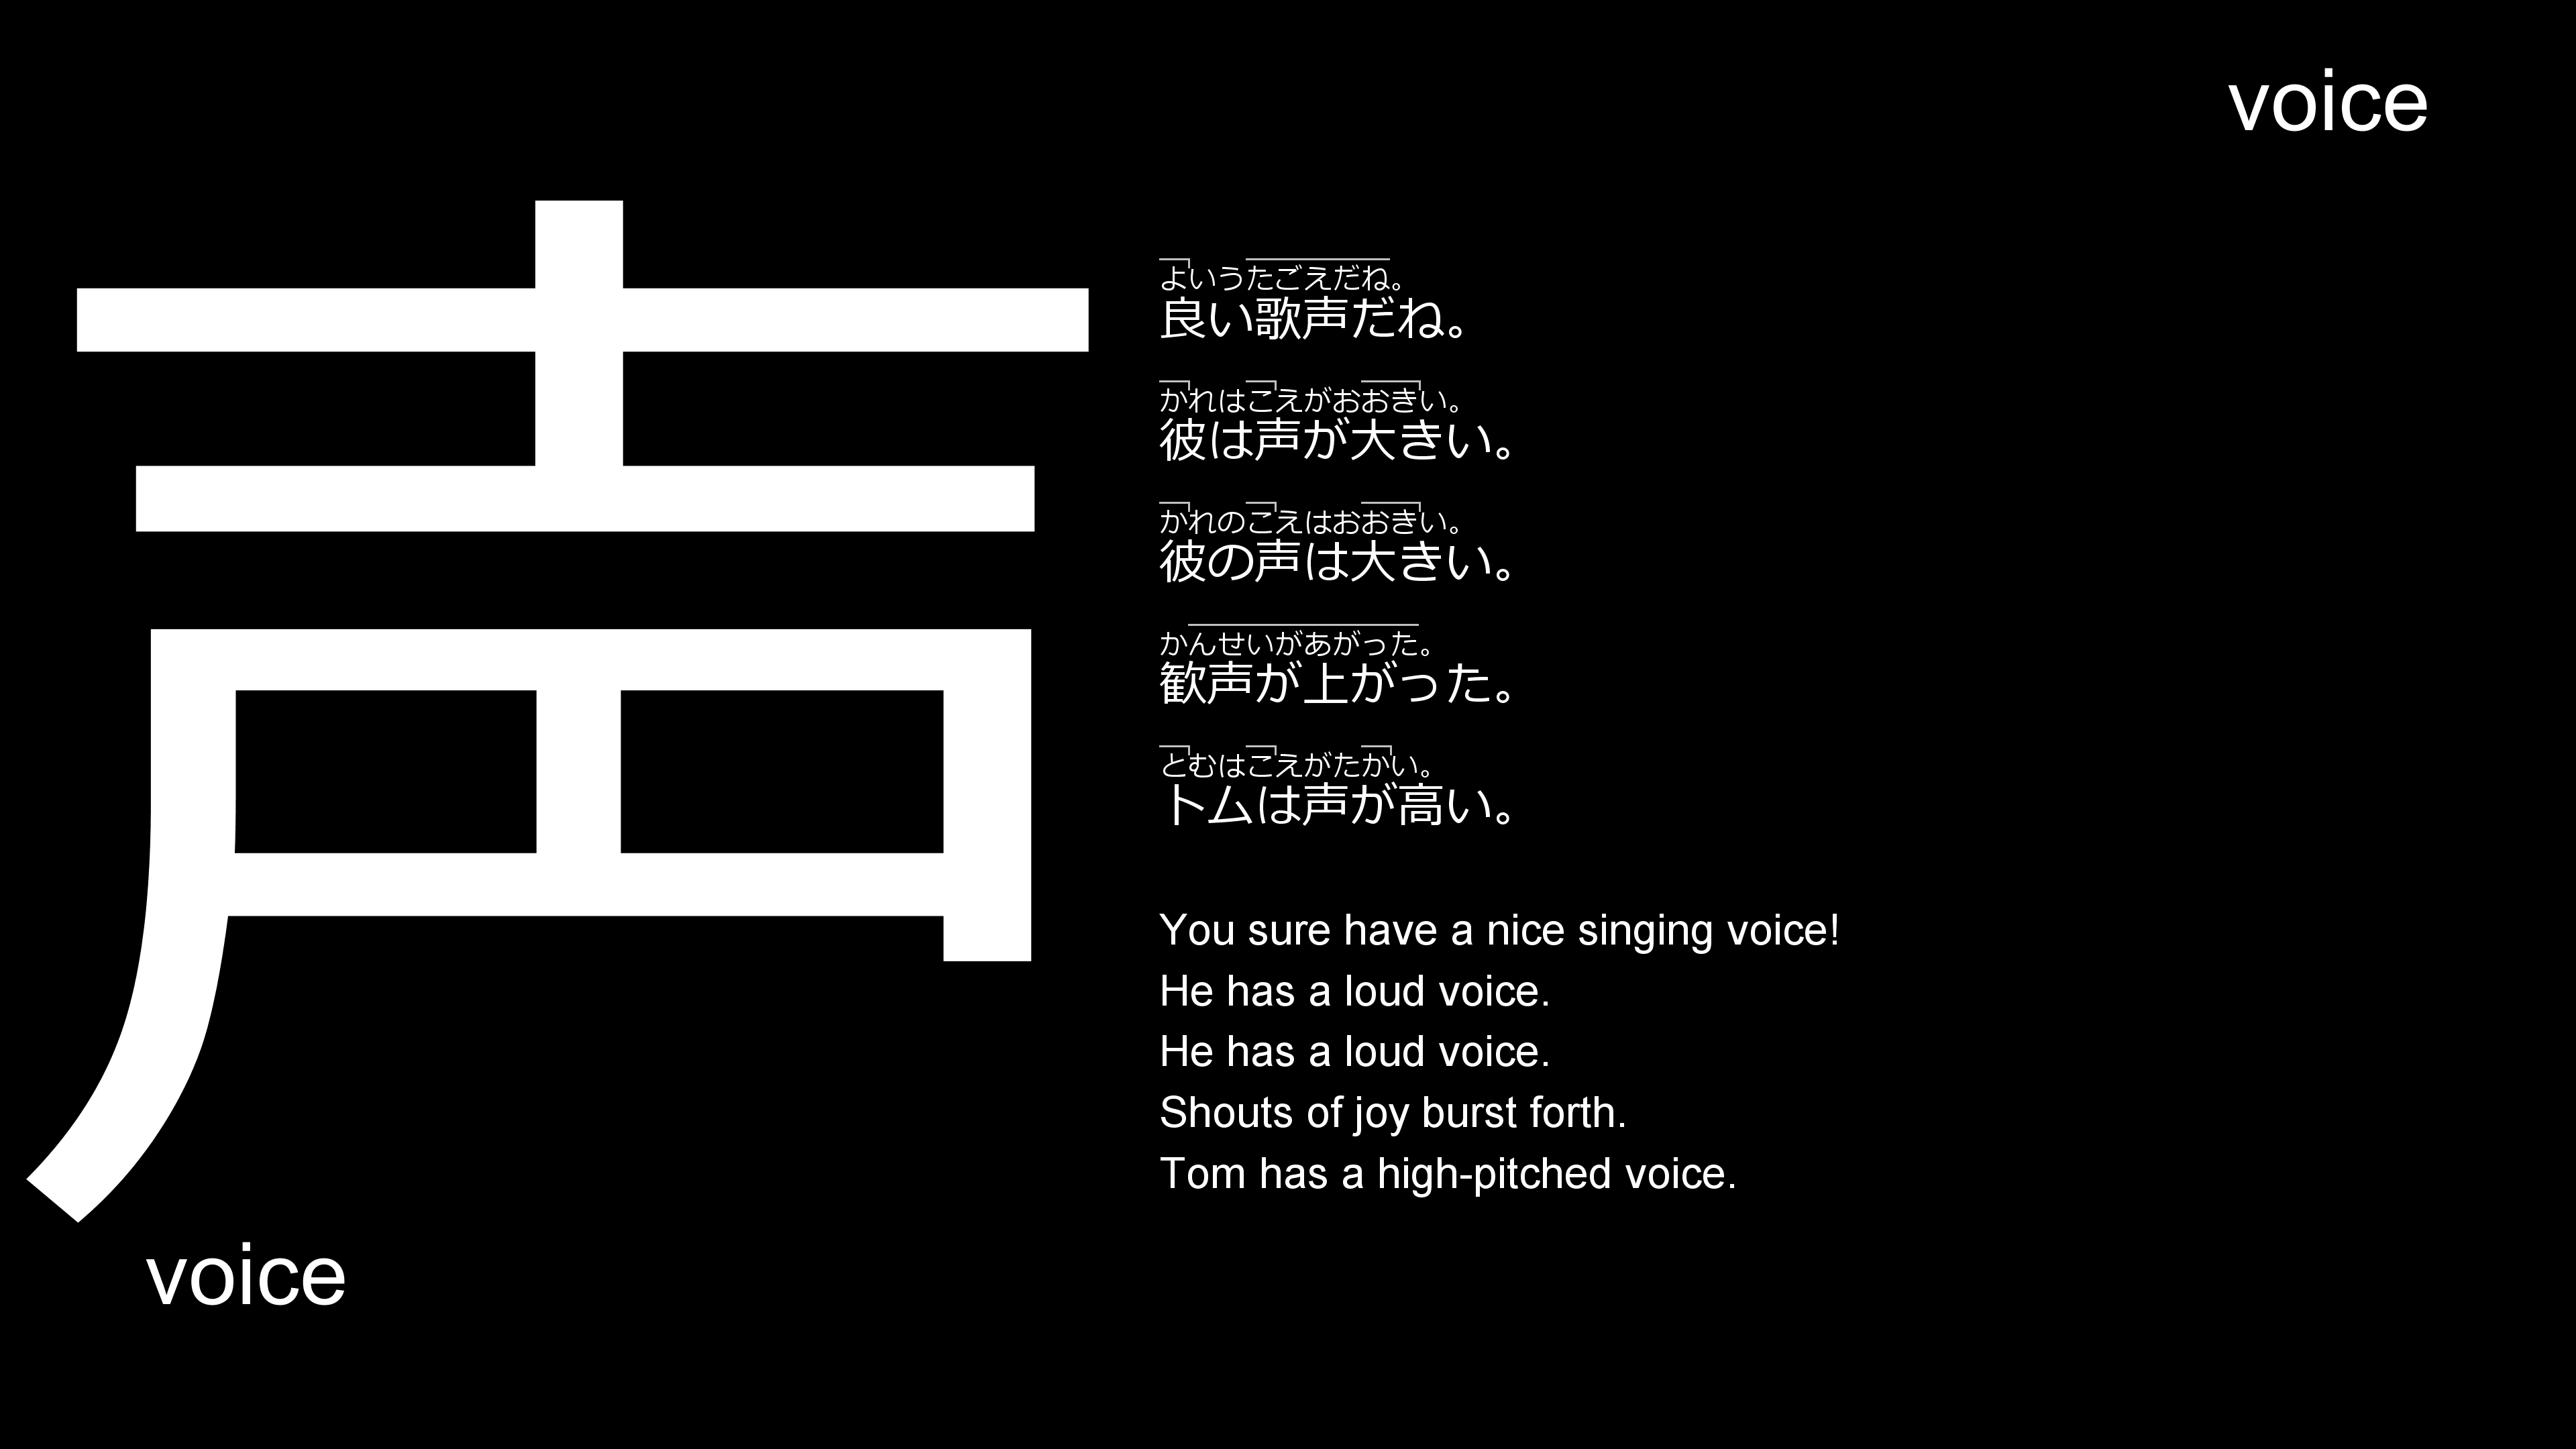 voice
声
voice
よいうたごえだね。
良い歌声だね。
かれはこえがおおきい。
彼は声が大きい。
かれのこえはおおきい。
彼の声は大きい。
かんせいがあがった。
歓声が上がった。
とむはこえがたかい。
トムは声が高い。
You sure have a nice singing voice!
He has a loud voice.
He has a loud voice.
Shouts of joy burst forth.
Tom has a high-pitched voice.